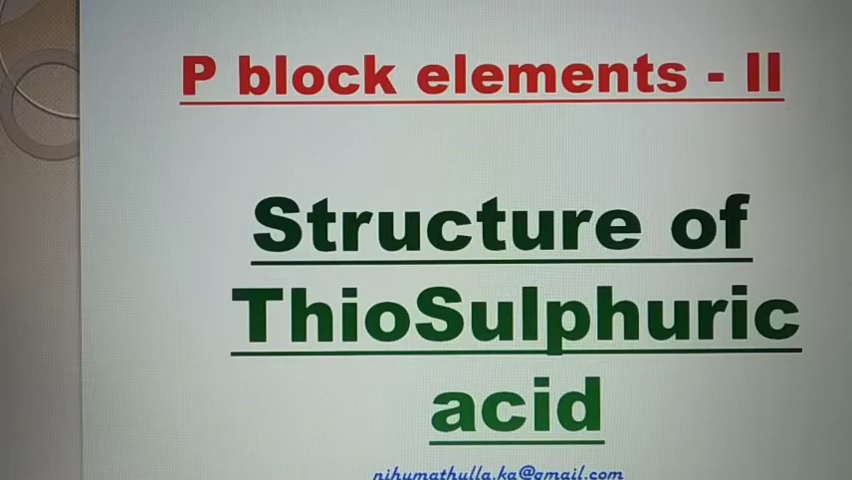 P block elements - II
Structure of
ThioSulphuric
acid
nihumathulla.ka@gmail.com